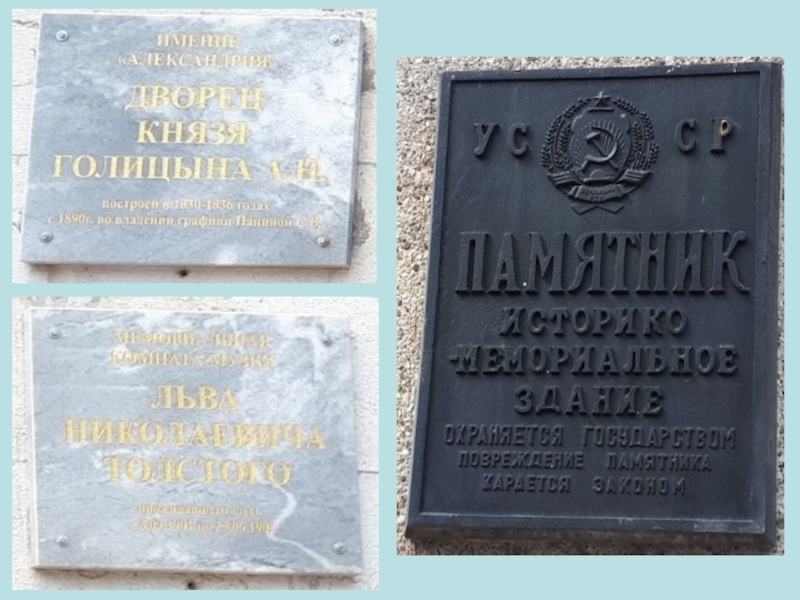 ИМЕНИЕ
«АЛЕКСАНДРИЯ»
ДВОРЕЦ
КНЯЗЯ
ГОЛИЦЫНА А.Н.
построен в 1830-1836 годах
с 1890г. во владении графини Паниной С.В.
МЕМОРИАЛЬНАЯ
КОМНАТА-МУЗЕЙ
ЛЬВА
НИКОЛАЕВИЧА
ТОЛСТОГО
по
УС СР
ПАМЯТНИК
ИСТОРИКО
-МЕМОРИАЛЬНОЕ
ЗДАНИЕ
ОХРАНЯЕТСЯ ГОСУДАРСТВОМ
ПОВРЕЖДЕНИЕ ПАМЯТНИКА
КАРАЕТСЯ ЗАКОНОМ